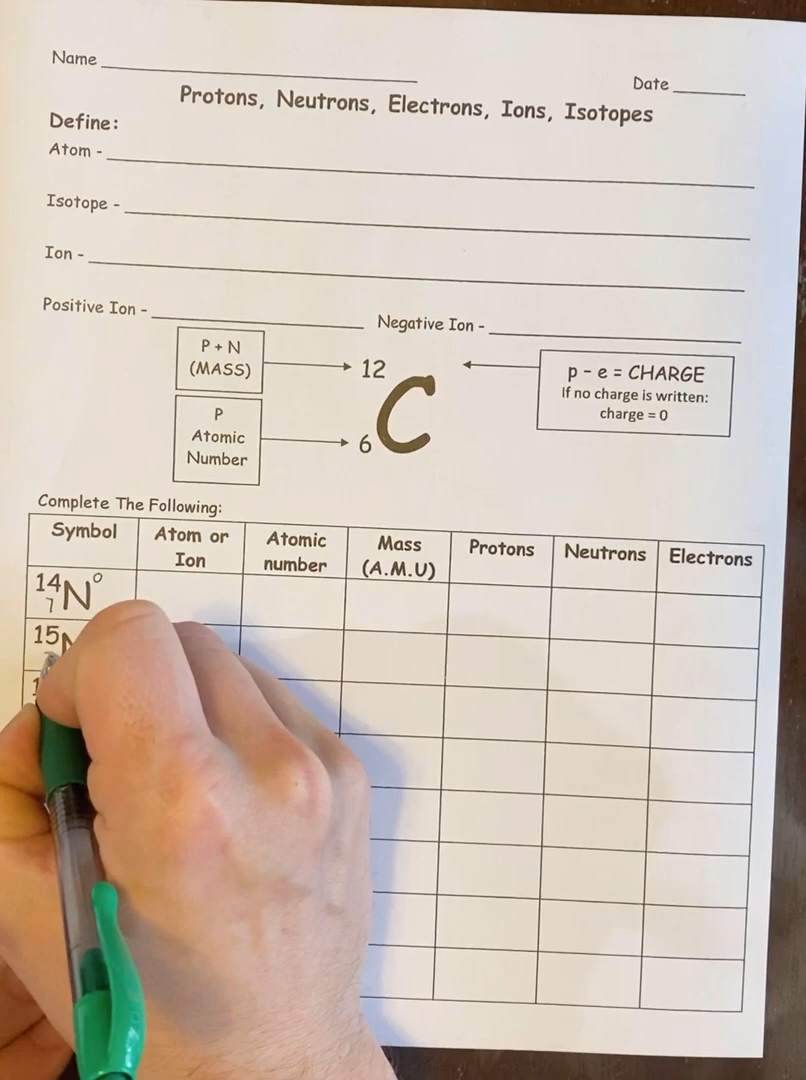 Name
Date
Protons, Neutrons, Electrons, Ions, Isotopes
Define:
Atom -
Isotope -
Ion -
Positive Ion -
Negative Ion -
P + N
(MASS)
12
p - e = CHARGE
If no charge is written:
charge = 0
C
P
Atomic
Number
6
Complete The Following:
Symbol
Atom or
Ion
Atomic
number
Mass
(A.M.U)
Protons
Neutrons
Electrons
14 N 0
7
15